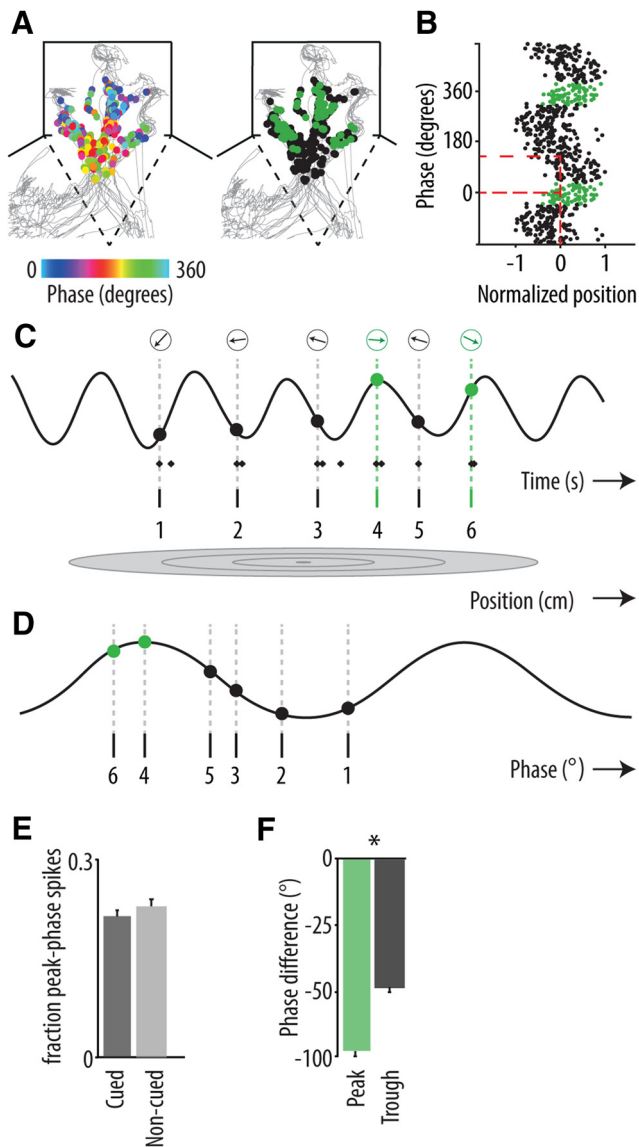 A
B
0
360
Phase (degrees)
Phase (degrees)
360
180
0
-1
0
1
Normalized position
C
Time (s)
1
2
3
4
5
6
Position (cm)
D
6
4
5
3
2
1
Phase (°)
E
fraction peak-phase spikes
0.3
0
Cued
Non-cued
F
*
Phase difference (°)
0
-25
-50
-100
Peak
Trough